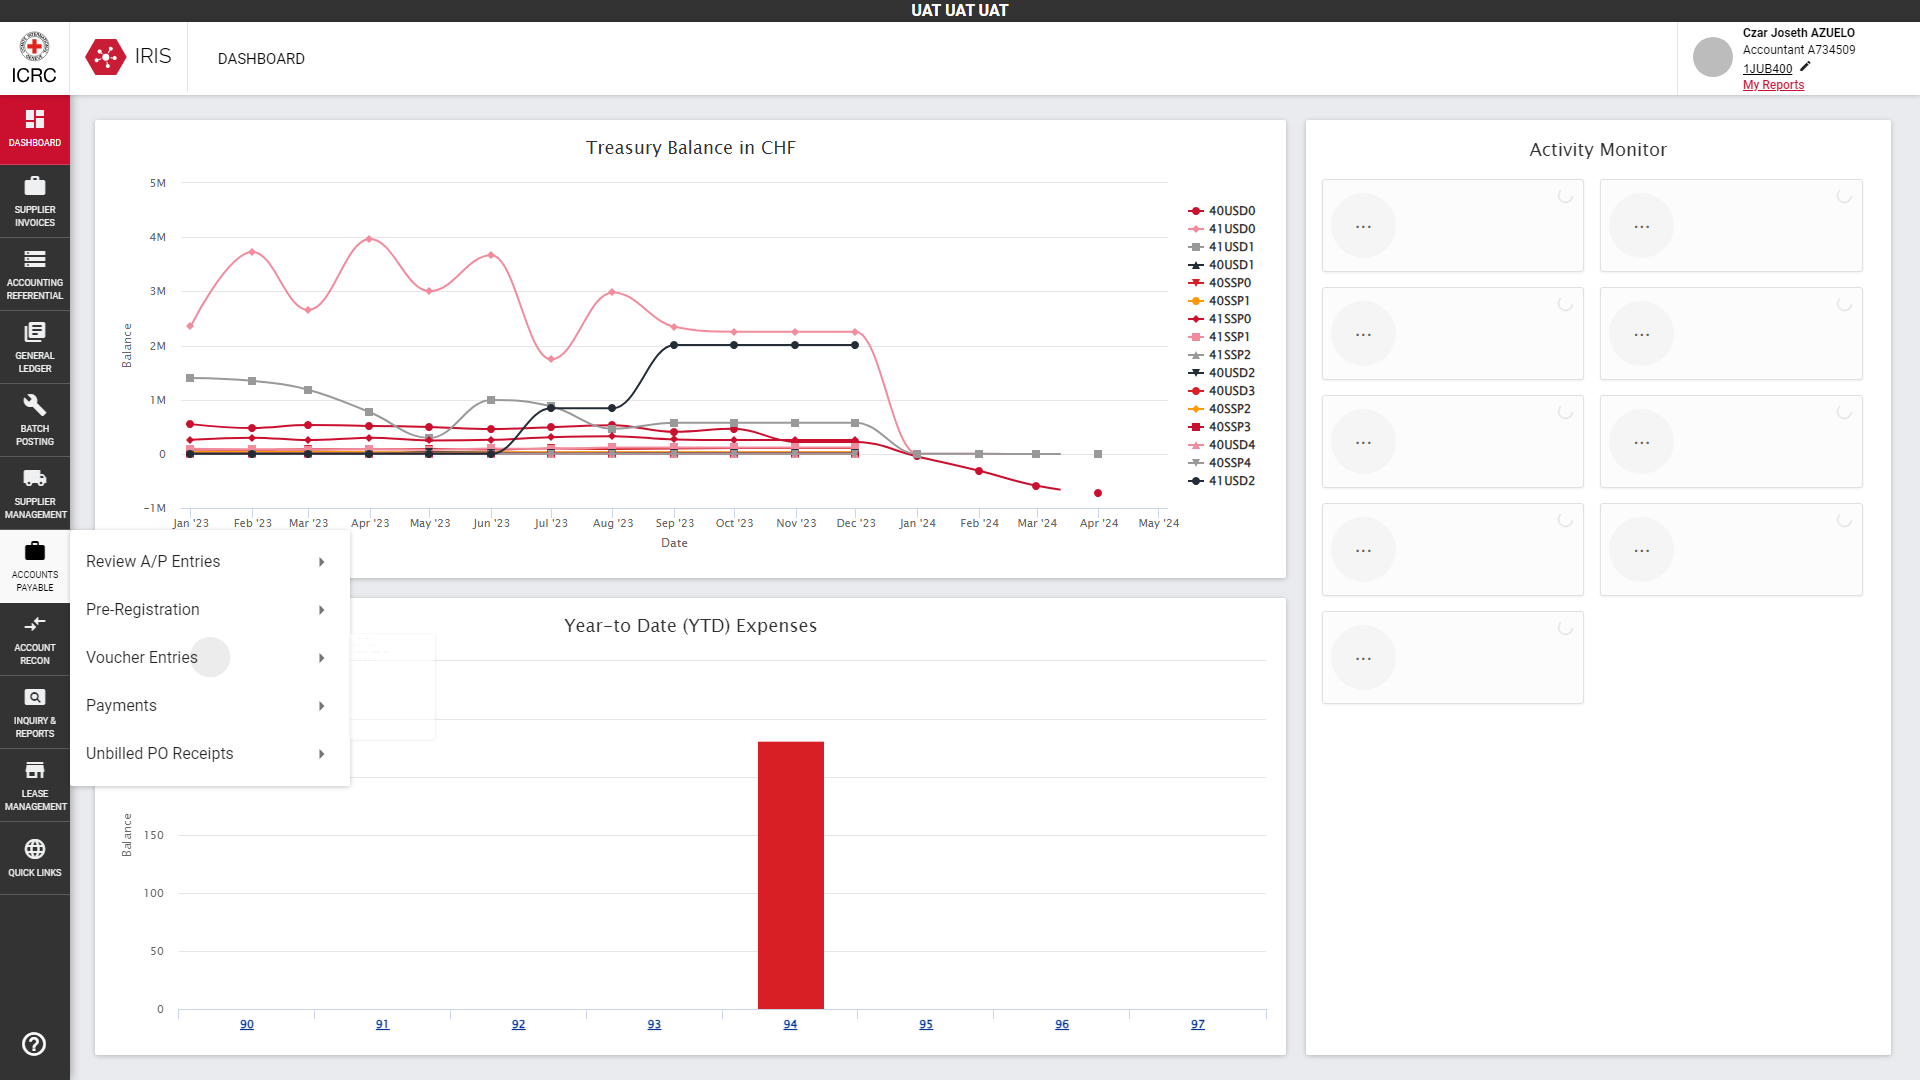 UAT UAT UAT
ICRC
IRIS
DASHBOARD
Czar Joseth AZUELO
Accountant A734509
1JUB400
My Reports
DASHBOARD
SUPPLIER
INVOICES
ACCOUNTING
REFERENTIAL
GENERAL
LEDGER
BATCH
POSTING
SUPPLIER
MANAGEMENT
ACCOUNTS
PAYABLE
ACCOUNT
RECON
INQUIRY &
REPORTS
LEASE
MANAGEMENT
QUICK LINKS
Review A/P Entries
Pre-Registration
Voucher Entries
Payments
Unbilled PO Receipts
Treasury Balance in CHF
5M
4M
3M
2M
1M
0
-1M
Balance
Jan '23 Feb '23 Mar '23 Apr '23 May '23 Jun '23 Jul '23 Aug '23 Sep '23 Oct '23 Nov '23 Dec '23 Jan '24 Feb '24 Mar '24 Apr '24 May '24
Date
40USD0
41USD0
41USD1
40USD1
40SSP0
40SSP1
41SSP0
41SSP1
41SSP2
40USD2
40USD3
40SSP2
40SSP3
40USD4
40SSP4
41USD2
Year-to Date (YTD) Expenses
Balance
150
100
50
0
90 91 92 93 94 95 96 97
Activity Monitor
... ...
... ...
... ...
... ...
...